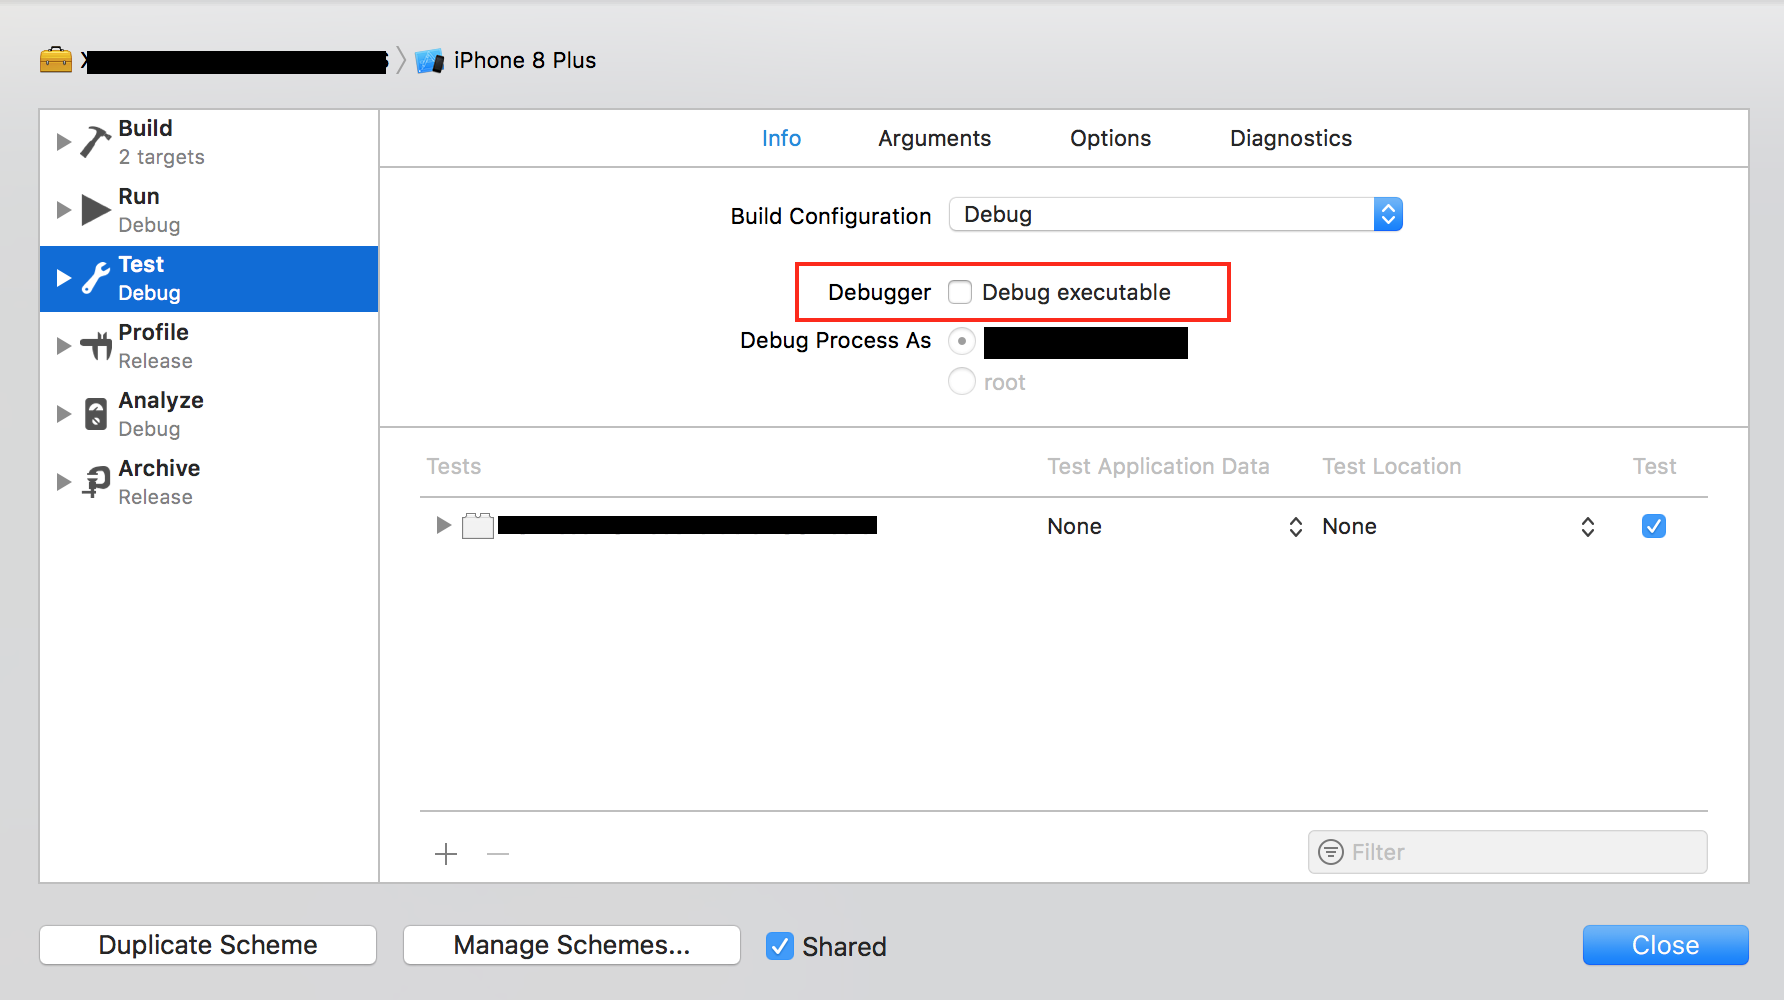 iPhone 8 Plus
Build
2 targets
Run
Debug
Test
Debug
Profile
Release
Analyze
Debug
Archive
Release
Info Arguments Options Diagnostics
Build Configuration Debug
Debugger Debug executable
Debug Process As
root
Tests Test Application Data Test Location Test
None None
Filter
Duplicate Scheme Manage Schemes... Shared Close